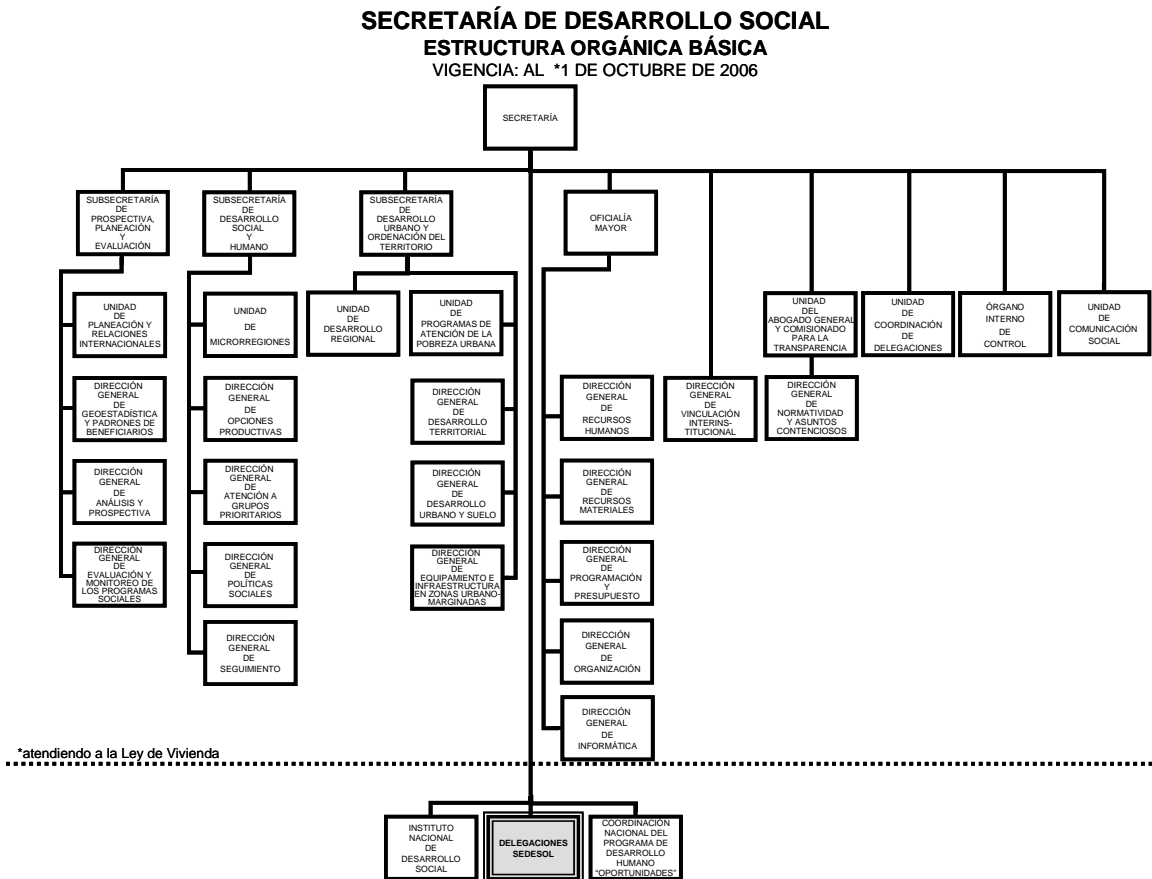 SECRETARÍA DE DESARROLLO SOCIAL
ESTRUCTURA ORGÁNICA BÁSICA
VIGENCIA: AL *1 DE OCTUBRE DE 2006
SECRETARÍA
SUBSECRETARÍA
DE
PROSPECTIVA,
PLANEACIÓN
Y
EVALUACIÓN
SUBSECRETARÍA
DE
DESARROLLO
SOCIAL
Y
HUMANO
SUBSECRETARÍA
DE
DESARROLLO
URBANO Y
ORDENACIÓN DEL
TERRITORIO
OFICIALÍA
MAYOR
UNIDAD
DE
PLANEACIÓN Y
RELACIONES
INTERNACIONALES
UNIDAD
DE
MICRORREGIONES
UNIDAD
DE
DESARROLLO
REGIONAL
UNIDAD
DE
PROGRAMAS DE
ATENCIÓN DE LA
POBREZA URBANA
UNIDAD
DEL
ABOGADO GENERAL
Y COMISIONADO
PARA LA
TRANSPARENCIA
UNIDAD
DE
COORDINACIÓN
DE
DELEGACIONES
ÓRGANO
INTERNO
DE
CONTROL
UNIDAD
DE
COMUNICACIÓN
SOCIAL
DIRECCIÓN
GENERAL
DE
GEOESTADÍSTICA
Y PADRONES DE
BENEFICIARIOS
DIRECCIÓN
GENERAL
DE
OPCIONES
PRODUCTIVAS
DIRECCIÓN
GENERAL
DE
DESARROLLO
TERRITORIAL
DIRECCIÓN
GENERAL
DE
RECURSOS
HUMANOS
DIRECCIÓN
GENERAL
DE
VINCULACIÓN
INTERINS-
TITUCIONAL
DIRECCIÓN
GENERAL
DE
NORMATIVIDAD
Y ASUNTOS
CONTENCIOSOS
DIRECCIÓN
GENERAL
DE
ANÁLISIS Y
PROSPECTIVA
DIRECCIÓN
GENERAL
DE
ATENCIÓN A
GRUPOS
PRIORITARIOS
DIRECCIÓN
GENERAL
DE
DESARROLLO
URBANO Y SUELO
DIRECCIÓN
GENERAL
DE
RECURSOS
MATERIALES
DIRECCIÓN
GENERAL
DE
EVALUACIÓN Y
MONITOREO DE
LOS PROGRAMAS
SOCIALES
DIRECCIÓN
GENERAL
DE
POLÍTICAS
SOCIALES
DIRECCIÓN
GENERAL
DE
EQUIPAMIENTO E
INFRAESTRUCTURA
EN ZONAS URBANO-
MARGINADAS
DIRECCIÓN
GENERAL
DE
PROGRAMACIÓN
Y
PRESUPUESTO
DIRECCIÓN
GENERAL
DE
SEGUIMIENTO
DIRECCIÓN
GENERAL
DE
ORGANIZACIÓN
DIRECCIÓN
GENERAL
DE
INFORMÁTICA
*atendiendo a la Ley de Vivienda
INSTITUTO
NACIONAL
DE
DESARROLLO
SOCIAL
DELEGACIONES
SEDESOL
COORDINACIÓN
NACIONAL DEL
PROGRAMA DE
DESARROLLO
HUMANO
"OPORTUNIDADES"